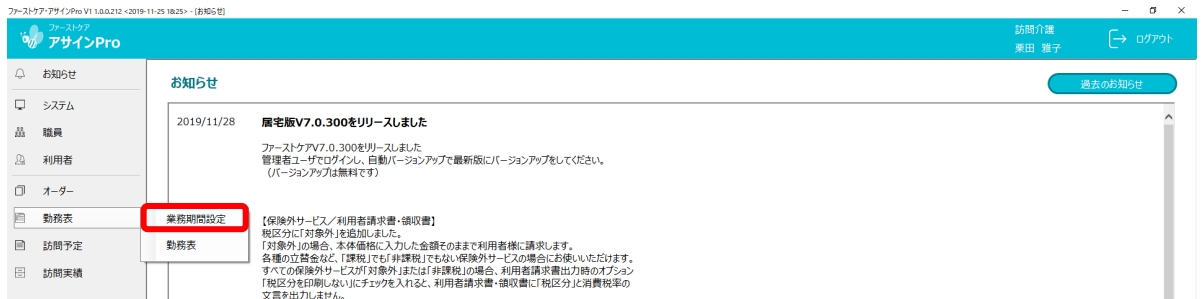 ファーストケア・アサインPro V1 1.0.0.212 <2019-11-25 18:25> - [お知らせ]
ファーストケア
アサインPro
訪問介護
栗田 雅子
ログアウト
お知らせ
システム
職員
利用者
オーダー
勤務表
訪問予定
訪問実績
業務期間設定
勤務表
お知らせ
過去のお知らせ
2019/11/28 居宅版V7.0.300をリリースしました
ファーストケアV7.0.300をリリースしました
管理者ユーザでログインし、自動バージョンアップで最新版にバージョンアップをしてください。
（バージョンアップは無料です）
【保険外サービス／利用者請求書・領収書】
税区分に「対象外」を追加しました。
「対象外」の場合、本体価格に入力した金額そのままで利用者様に請求します。
各種の立替金など、「課税」でも「非課税」でもない保険外サービスの場合にお使いいただけます。
すべての保険外サービスが「対象外」または「非課税」の場合、利用者請求書出力時のオプション
「税区分を印刷しない」にチェックを入れると、利用者請求書・領収書に「税区分」と消費税率の
文言を出力しません。